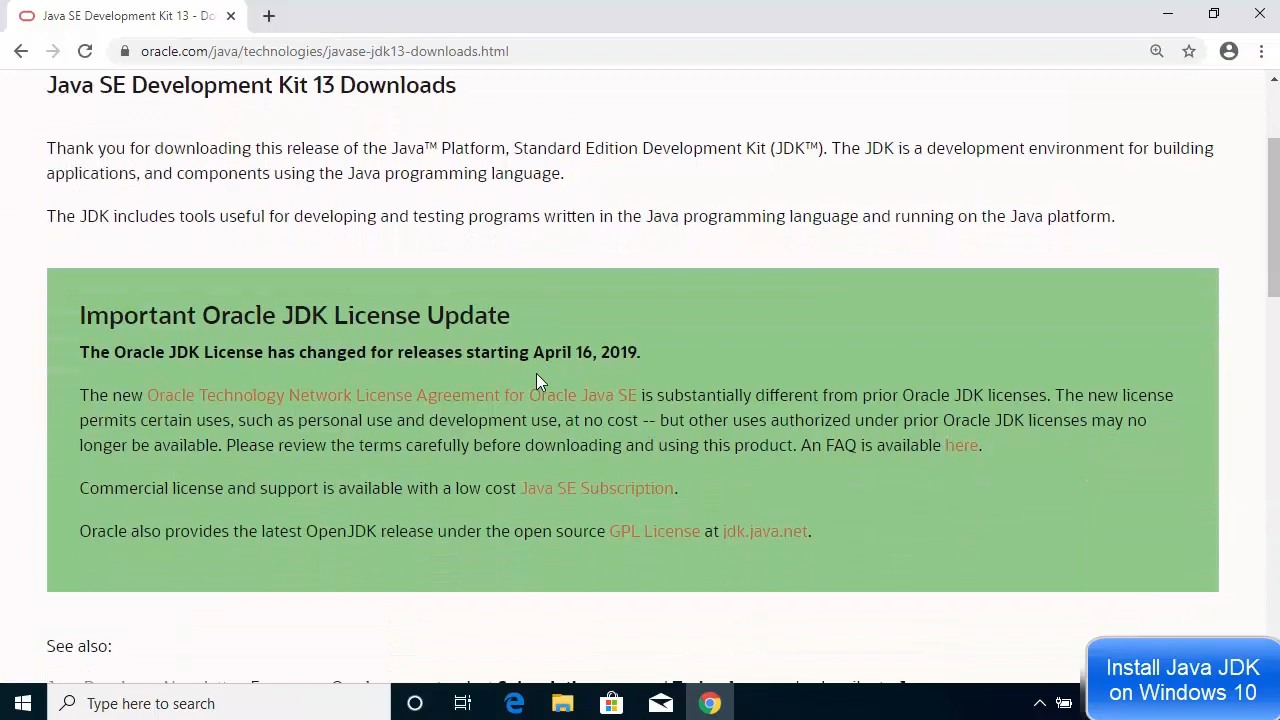 Java SE Development Kit 13 - Do
oracle.com/java/technologies/javase-jdk13-downloads.html
Java SE Development Kit 13 Downloads
Thank you for downloading this release of the Java™ Platform, Standard Edition Development Kit (JDK™). The JDK is a development environment for building
applications, and components using the Java programming language.
The JDK includes tools useful for developing and testing programs written in the Java programming language and running on the Java platform.
Important Oracle JDK License Update
The Oracle JDK License has changed for releases starting April 16, 2019.
The new Oracle Technology Network License Agreement for Oracle Java SE is substantially different from prior Oracle JDK licenses. The new license
permits certain uses, such as personal use and development use, at no cost -- but other uses authorized under prior Oracle JDK licenses may no
longer be available. Please review the terms carefully before downloading and using this product. An FAQ is available here.
Commercial license and support is available with a low cost Java SE Subscription.
Oracle also provides the latest OpenJDK release under the open source GPL License at jdk.java.net.
See also:
Install Java JDK
on Windows 10
Type here to search